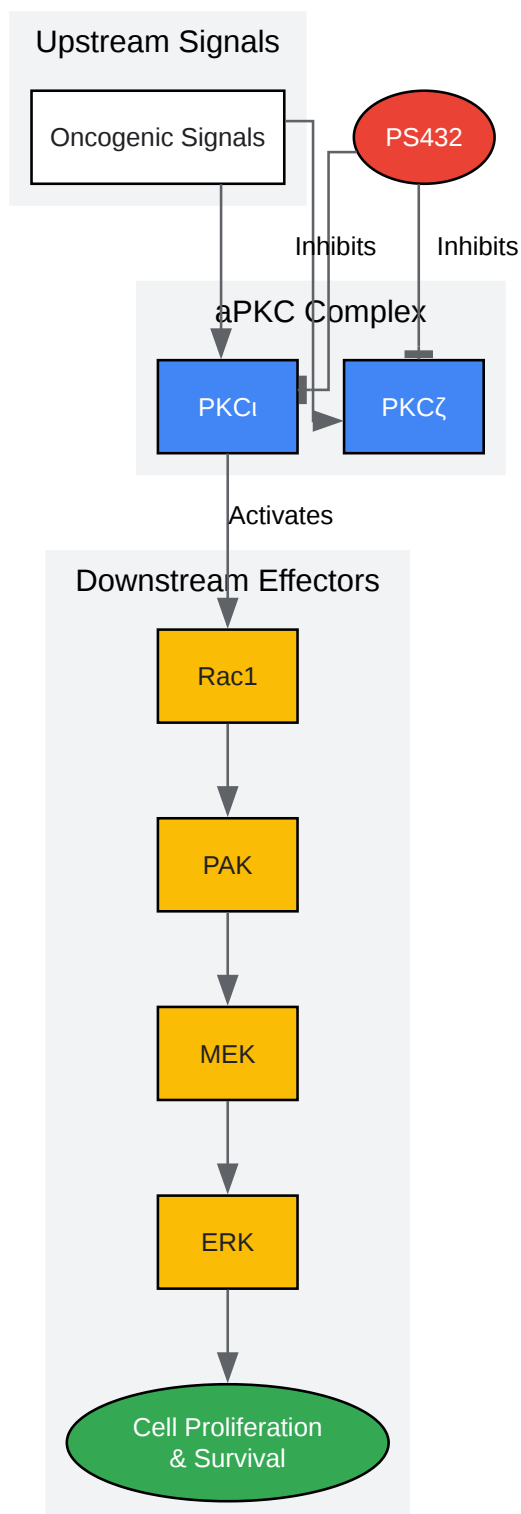 Upstream Signals
Oncogenic Signals
PS432
Inhibits
Inhibits
aPKC Complex
PKCι
PKCζ
Activates
Downstream Effectors
Rac1
PAK
MEK
ERK
Cell Proliferation
& Survival